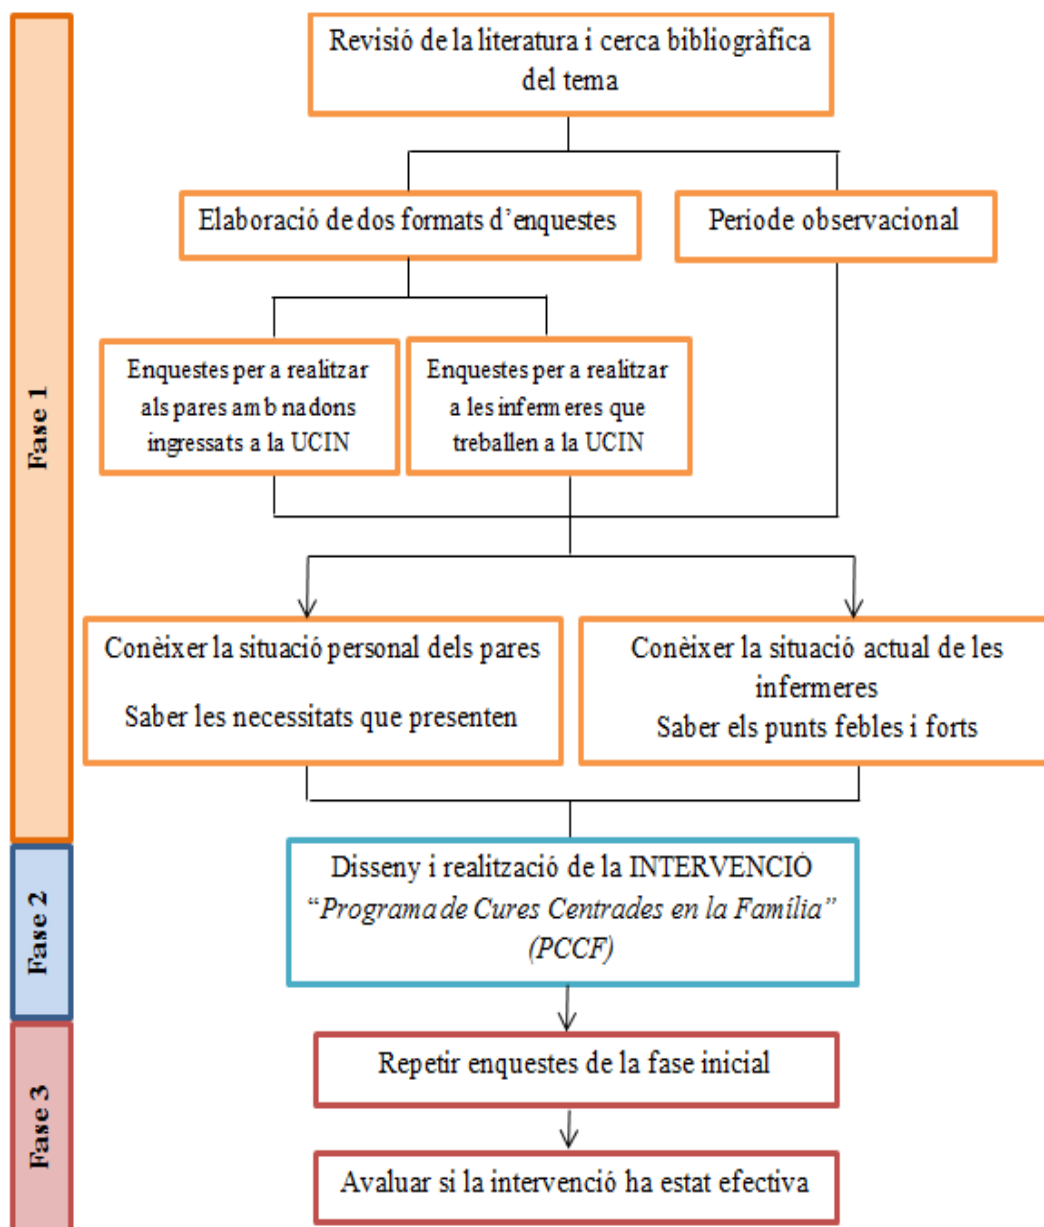 Fase 1
Revisió de la literatura i cerca bibliogràfica
del tema
Elaboració de dos formats d’enquestes
Període observacional
Enquestes per a realitzar
als pares amb nadons
ingressats a la UCIN
Enquestes per a realitzar
a les infermeres que
treballen a la UCIN
Conèixer la situació personal dels pares
Saber les necessitats que presenten
Conèixer la situació actual de les
infermeres
Saber els punts febles i forts
Fase 2
Disseny i realització de la INTERVENCIÓ
“Programa de Cures Centrades en la Família”
(PCCF)
Fase 3
Repetir enquestes de la fase inicial
Avaluar si la intervenció ha estat efectiva